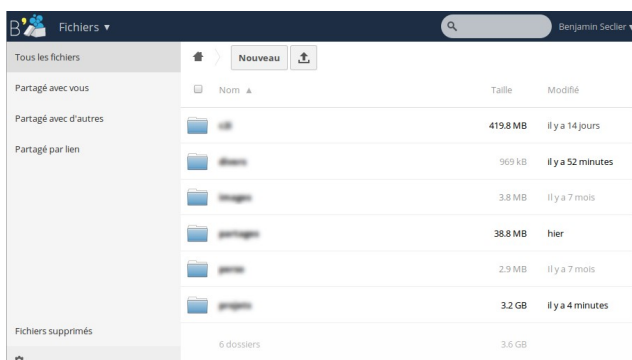 B'
Fichiers ▾
Benjamin Seclier ▾
Tous les fichiers
Partagé avec vous
Partagé avec d'autres
Partagé par lien
Fichiers supprimés
Nouveau
Nom ▲ Taille Modifié
419.8 MB il y a 14 jours
969 kB il y a 52 minutes
3.8 MB Il y a 7 mois
38.8 MB hier
2.9 MB Il y a 7 mois
3.2 GB il y a 4 minutes
6 dossiers 3.6 GB